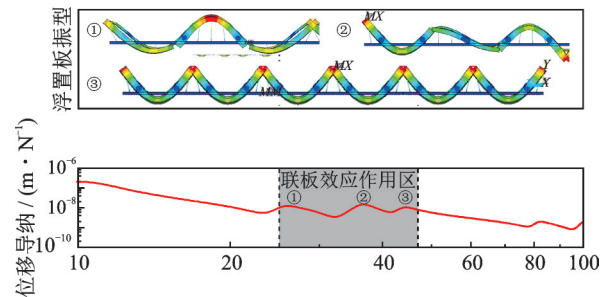 浮置板振型
① MX ② MX
③ MN MX Y
X
位移导纳 / (m · N⁻¹)
10⁻⁶
10⁻⁸
10⁻¹⁰
联板效应作用区
① ② ③
10 20 40 60 80 100